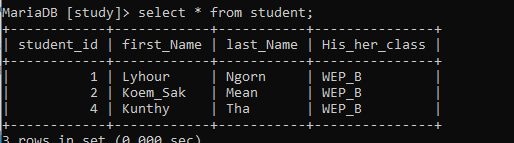 MariaDB [study]> select * from student;
+------------+------------+-----------+---------------+
| student_id | first_Name | last_Name | His_her_class |
+------------+------------+-----------+---------------+
|          1 | Lyhour     | Ngorn     | WEP_B         |
|          2 | Koem_Sak   | Mean      | WEP_B         |
|          4 | Kunthy     | Tha       | WEP_B         |
+------------+------------+-----------+---------------+
3 rows in set (0.000 sec)